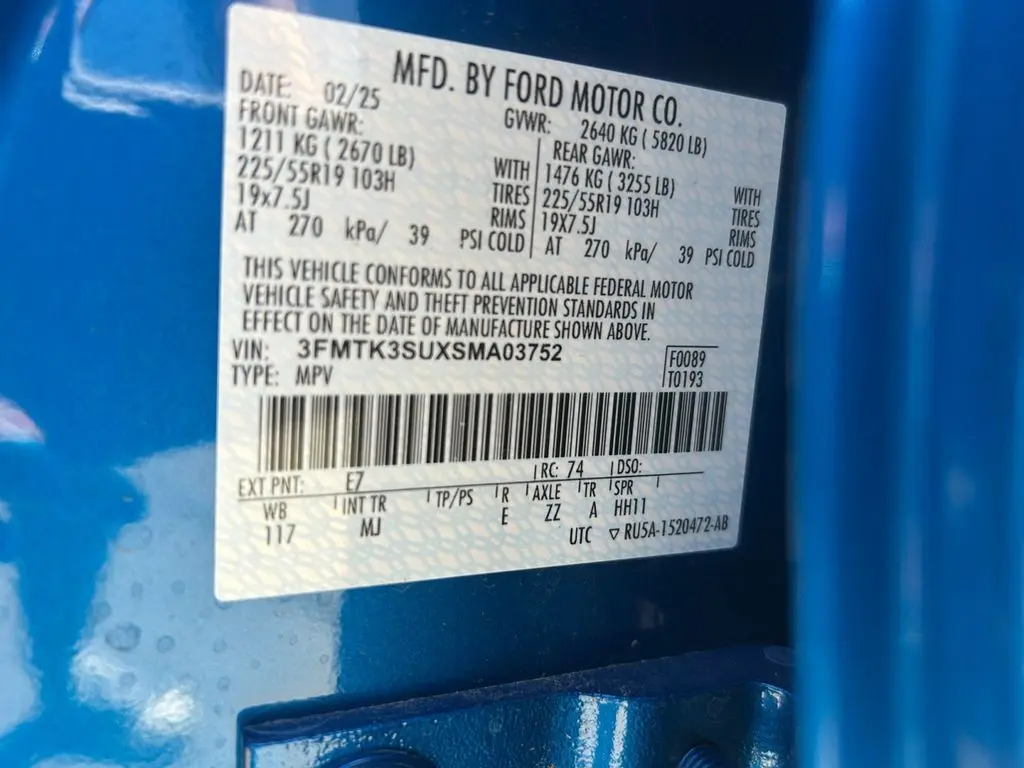 MFD. BY FORD MOTOR CO.
DATE: 02/25 GVWR: 2640 KG ( 5820 LB)
FRONT GAWR: REAR GAWR:
1211 KG ( 2670 LB) WITH 1476 KG ( 3255 LB) WITH
225/55R19 103H TIRES 225/55R19 103H TIRES
19x7.5J RIMS 19X7.5J RIMS
AT 270 kPa/ 39 PSI COLD AT 270 kPa/ 39 PSI COLD
THIS VEHICLE CONFORMS TO ALL APPLICABLE FEDERAL MOTOR
VEHICLE SAFETY AND THEFT PREVENTION STANDARDS IN
EFFECT ON THE DATE OF MANUFACTURE SHOWN ABOVE.
VIN: 3FMTK3SUXSMA03752 F0089
TYPE: MPV T0193
EXT PNT: E7 RC: 74 DSO:
WB INT TR TP/PS R AXLE TR SPR
117 MJ E ZZ A HH11
UTC ▽ RU5A-1520472-AB